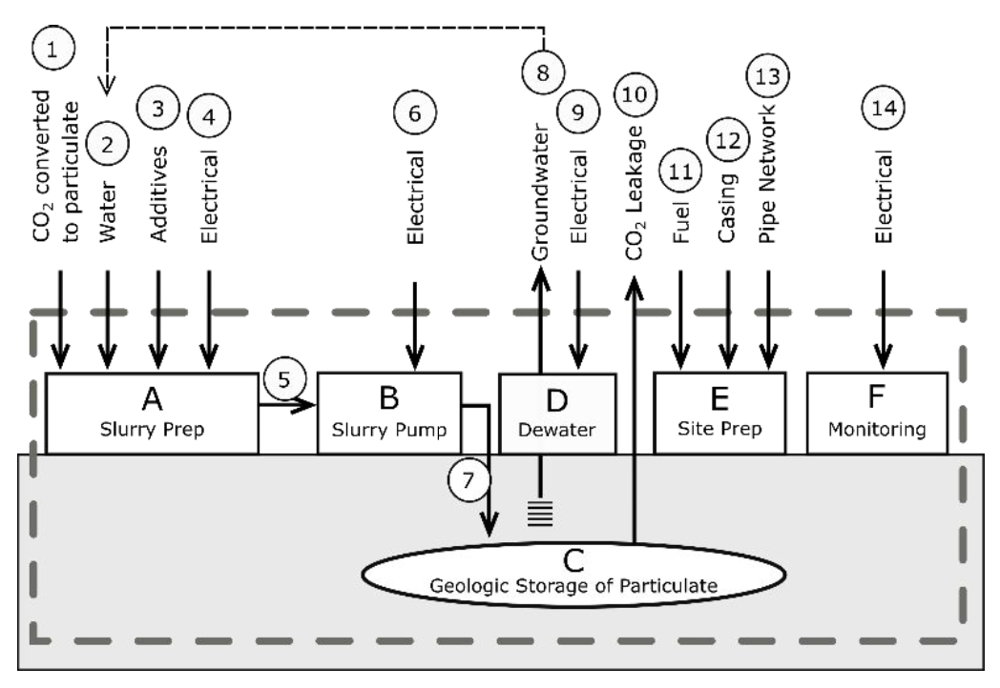 1
2
3
4
6
8
9
10
11
12
13
14
CO₂ converted
to particulate
Water
Additives
Electrical
Electrical
Groundwater
Electrical
CO₂ Leakage
Fuel
Casing
Pipe Network
Electrical
A
Slurry Prep
5
B
Slurry Pump
D
Dewater
E
Site Prep
F
Monitoring
7
C
Geologic Storage of Particulate